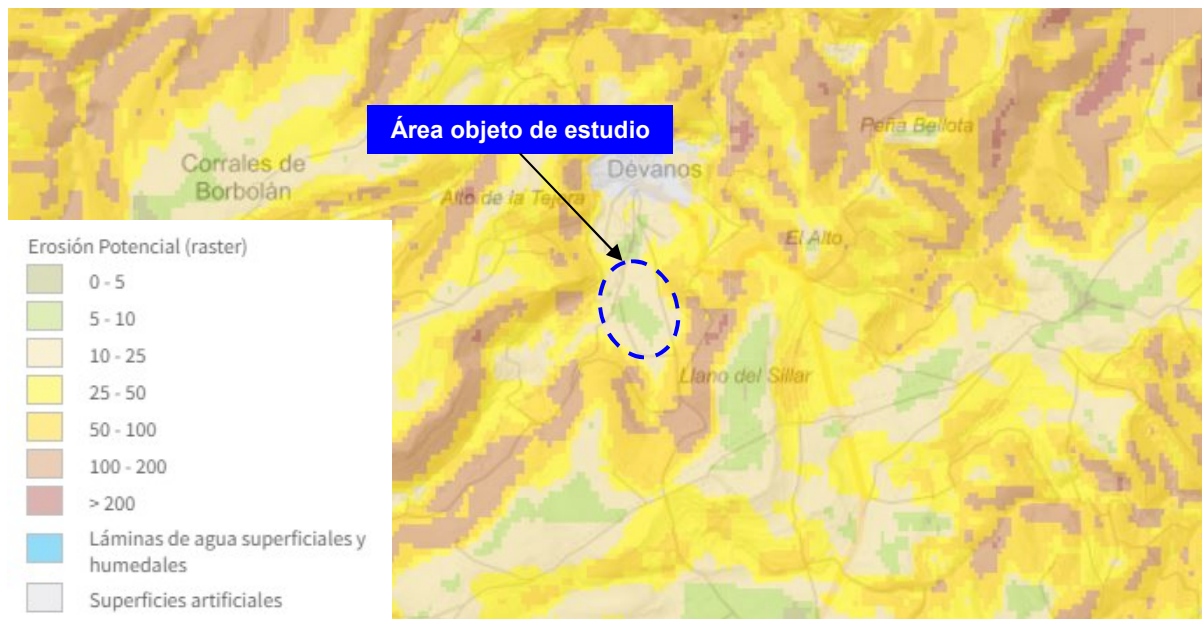 Área objeto de estudio
Peña Bellota
Corrales de
Borbolán
Dévanos
Alto de la Tejera
El Alto
Llano del Sillar
Erosión Potencial (raster)
0 - 5
5 - 10
10 - 25
25 - 50
50 - 100
100 - 200
> 200
Láminas de agua superficiales y
humedales
Superficies artificiales